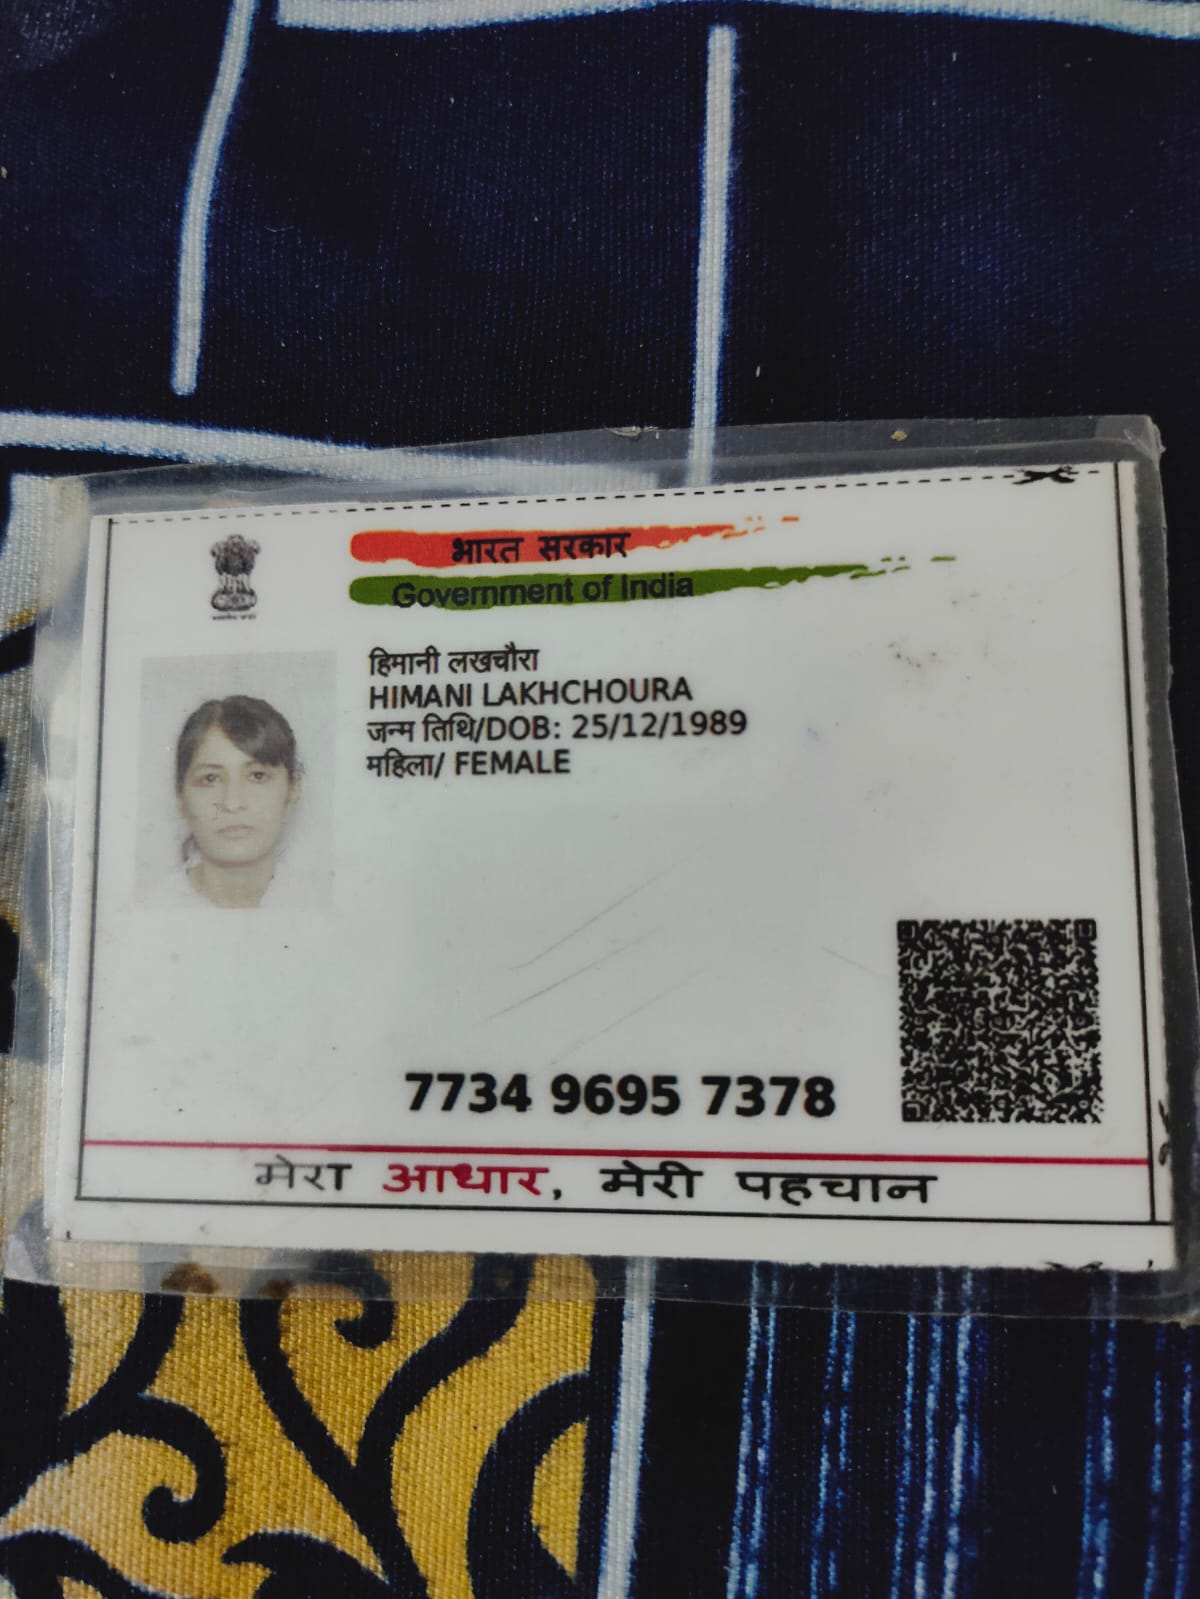 भारत सरकार
Government of India
हिमानी लखचौरा
HIMANI LAKHCHOURA
जन्म तिथि/DOB: 25/12/1989
महिला/ FEMALE
7734 9695 7378
मेरा आधार, मेरी पहचान